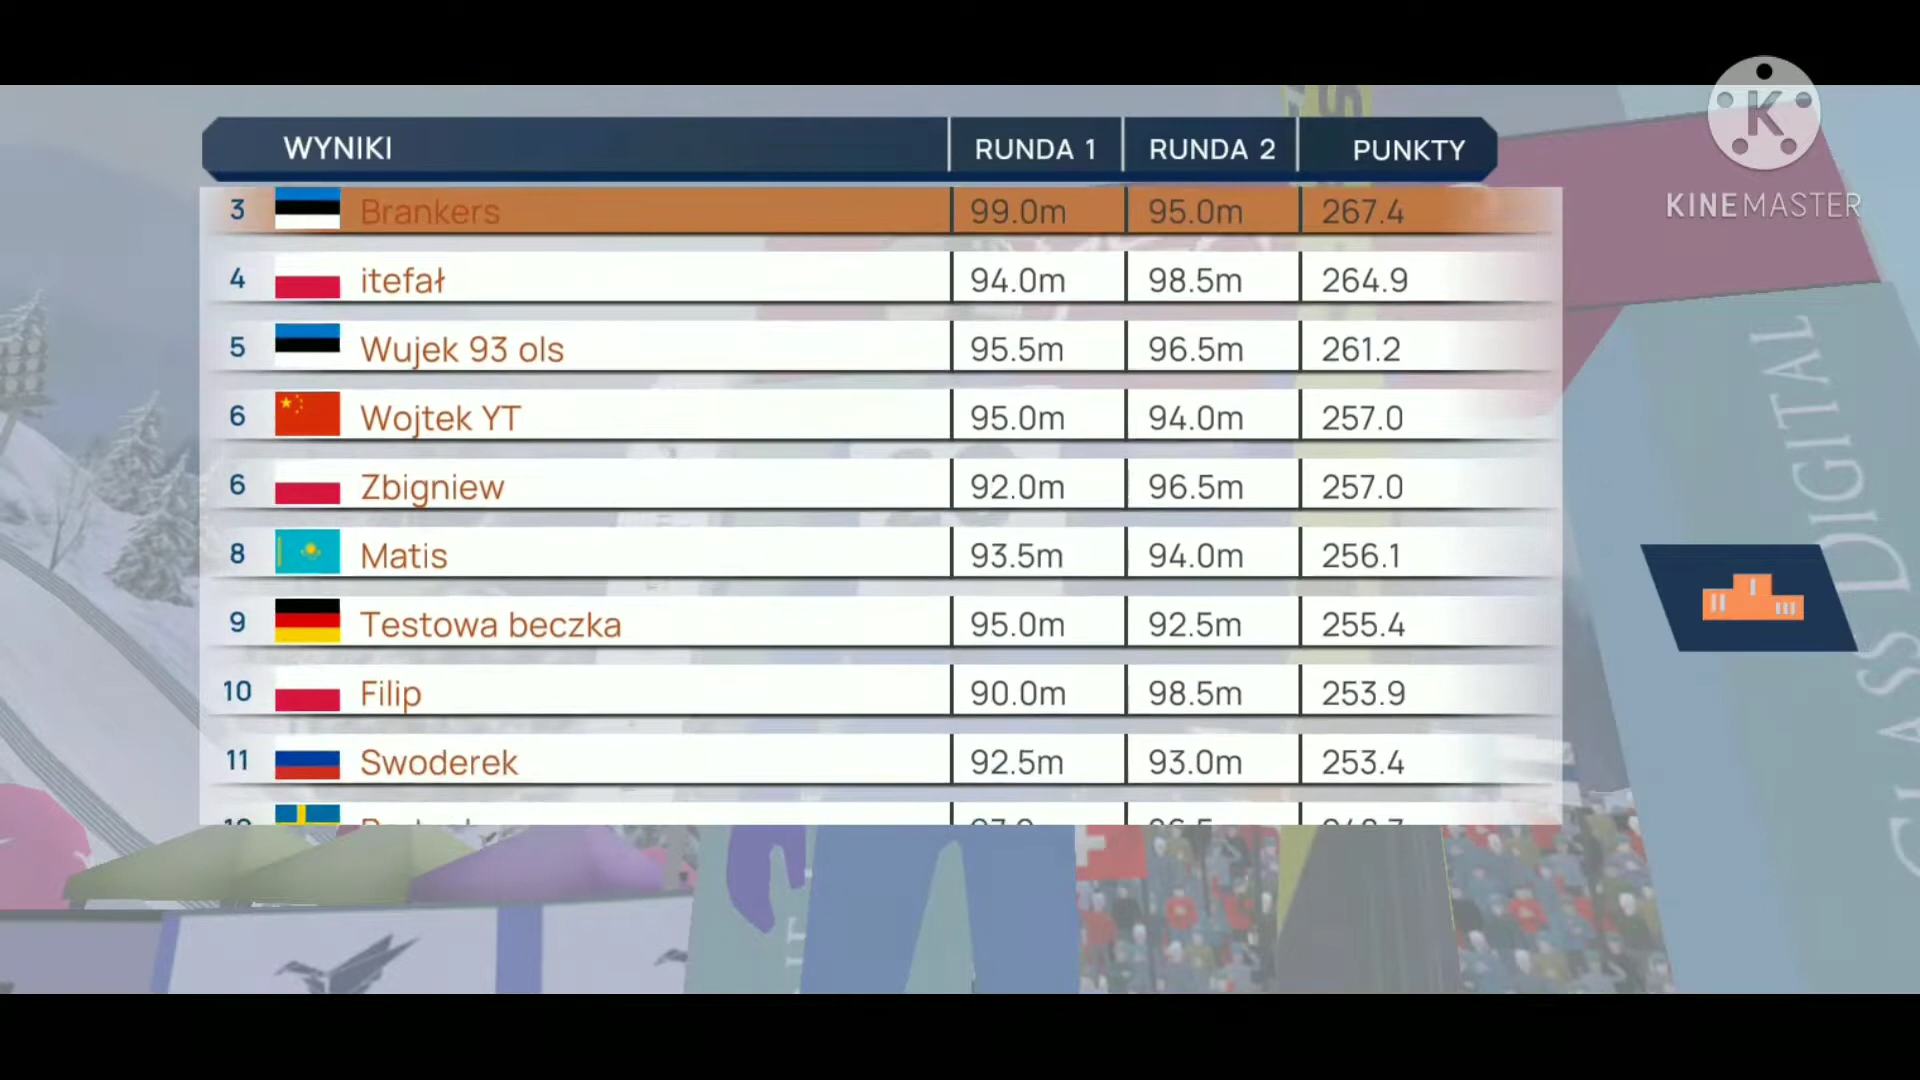 WYNIKI RUNDA 1 RUNDA 2 PUNKTY
3 Brankers 99.0m 95.0m 267.4
4 itefał 94.0m 98.5m 264.9
5 Wujek 93 ols 95.5m 96.5m 261.2
6 Wojtek YT 95.0m 94.0m 257.0
6 Zbigniew 92.0m 96.5m 257.0
8 Matis 93.5m 94.0m 256.1
9 Testowa beczka 95.0m 92.5m 255.4
10 Filip 90.0m 98.5m 253.9
11 Swoderek 92.5m 93.0m 253.4
K
KINEMASTER
DIGITAL